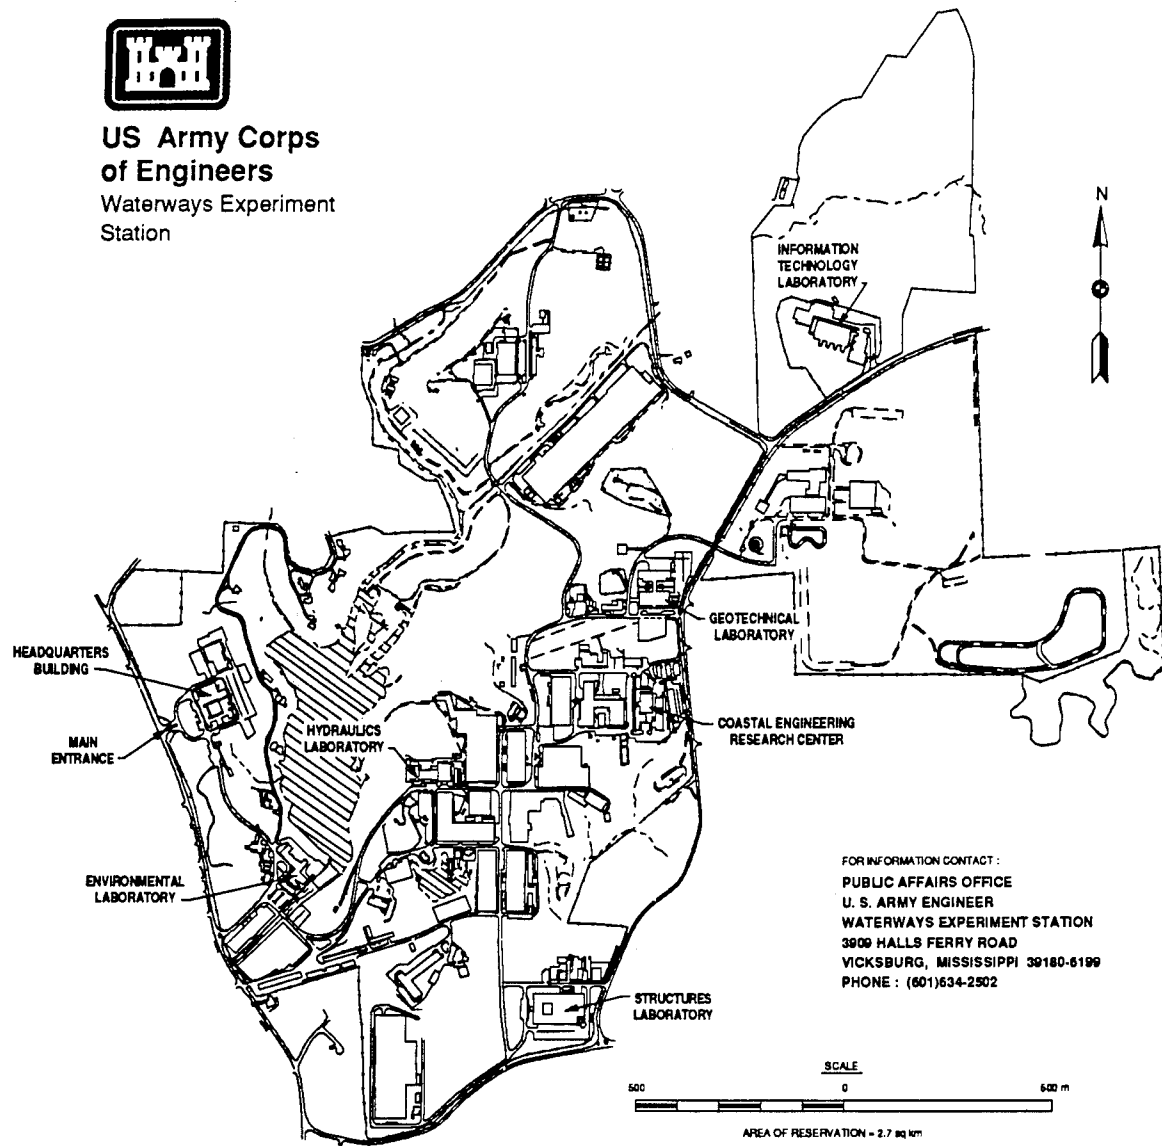 US Army Corps
of Engineers
Waterways Experiment
Station
N
INFORMATION
TECHNOLOGY
LABORATORY
GEOTECHNICAL
LABORATORY
HEADQUARTERS
BUILDING
MAIN
ENTRANCE
HYDRAULICS
LABORATORY
COASTAL ENGINEERING
RESEARCH CENTER
ENVIRONMENTAL
LABORATORY
STRUCTURES
LABORATORY
FOR INFORMATION CONTACT :
PUBLIC AFFAIRS OFFICE
U. S. ARMY ENGINEER
WATERWAYS EXPERIMENT STATION
3909 HALLS FERRY ROAD
VICKSBURG, MISSISSIPPI 39180-6199
PHONE : (601)634-2502
SCALE
500 0 500 m
AREA OF RESERVATION = 2.7 sq km